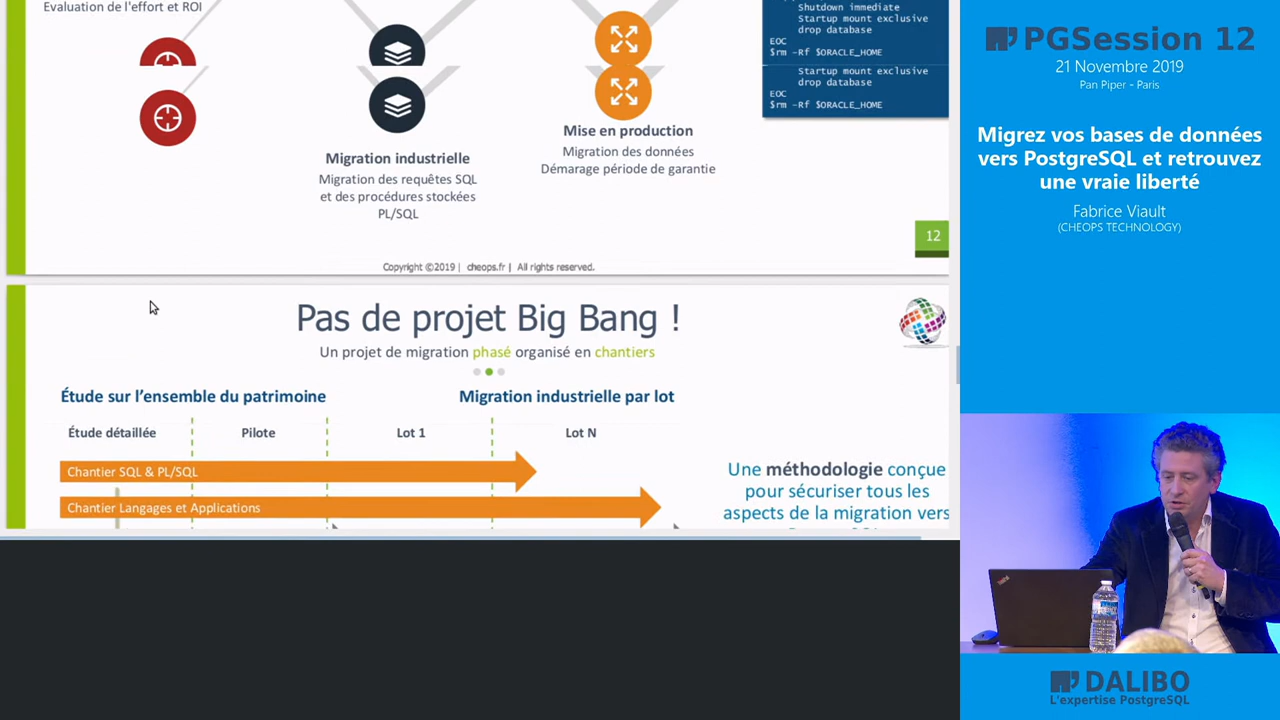 Evaluation de l'effort et ROI
Shutdown immediate
Startup mount exclusive
drop database
EOC
$rm -Rf $ORACLE_HOME
Startup mount exclusive
drop database
EOC
$rm -Rf $ORACLE_HOME
Migration industrielle
Migration des requêtes SQL
et des procédures stockées
PL/SQL
Mise en production
Migration des données
Démarage période de garantie
12
Copyright ©2019 | cheops.fr | All rights reserved.
Pas de projet Big Bang !
Un projet de migration phasé organisé en chantiers
Étude sur l'ensemble du patrimoine
Migration industrielle par lot
Étude détaillée
Pilote
Lot 1
Lot N
Chantier SQL & PL/SQL
Chantier Langages et Applications
Une méthodologie conçue
pour sécuriser tous les
aspects de la migration vers
PGSession 12
21 Novembre 2019
Pan Piper - Paris
Migrez vos bases de données
vers PostgreSQL et retrouvez
une vraie liberté
Fabrice Viault
(CHEOPS TECHNOLOGY)
DALIBO
L'expertise PostgreSQL